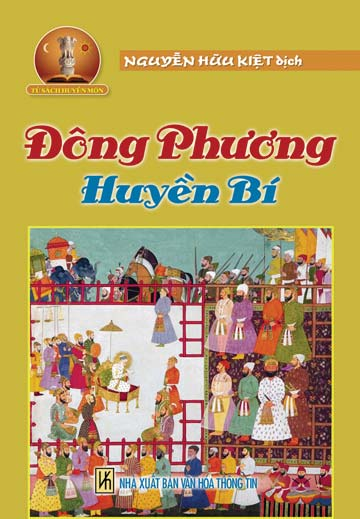 NGUYỄN HỮU KIỆT dịch
TỦ SÁCH HUYỀN MÔN
Đông Phương
Huyền Bí
NHÀ XUẤT BẢN VĂN HÓA THÔNG TIN